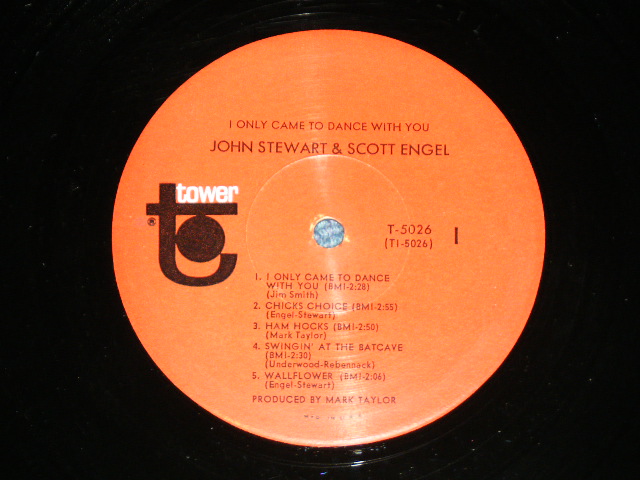 I ONLY CAME TO DANCE WITH YOU
JOHN STEWART & SCOTT ENGEL
tower
®
T-5026
(T1-5026)
1
1. I ONLY CAME TO DANCE
WITH YOU (BMI-2:28)
(Jim Smith)
2. CHICKS CHOICE (BMI-2:55)
(Engel-Stewart)
3. HAM HOCKS (BMI-2:50)
(Mark Taylor)
4. SWINGIN' AT THE BATCAVE
(BMI-2:30)
(Underwood-Rebennack)
5. WALLFLOWER (BMI-2:06)
(Engel-Stewart)
PRODUCED BY MARK TAYLOR